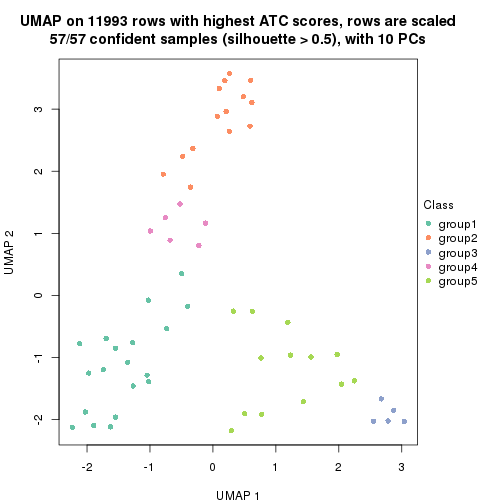 UMAP on 11993 rows with highest ATC scores, rows are scaled
57/57 confident samples (silhouette > 0.5), with 10 PCs
3
2
1
0
-1
-2
UMAP 2
-2 -1 0 1 2 3
UMAP 1
Class
group1
group2
group3
group4
group5